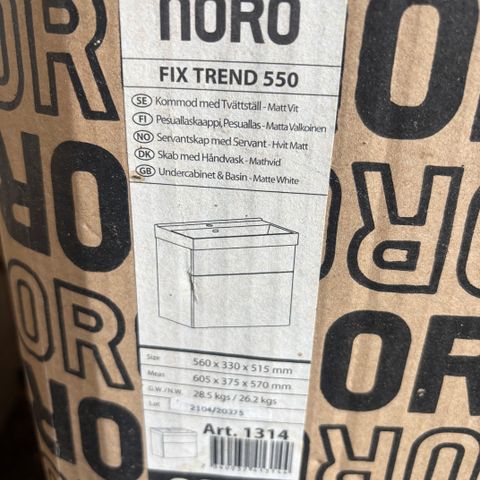 noro
FIX TREND 550
SE Kommod med Tvättställ - Matt Vit
FI Pesuallaskaappi, Pesuallas - Matta Valkoinen
NO Servantskap med Servant - Hvit Matt
DK Skab med Håndvask - Mathvid
GB Undercabinet & Basin - Matte White
Size 560 x 330 x 515 mm
Meas 605 x 375 x 570 mm
G.W. / N.W. 28.5 kgs / 26.2 kgs
Lot 2104/20375
Art. 1314